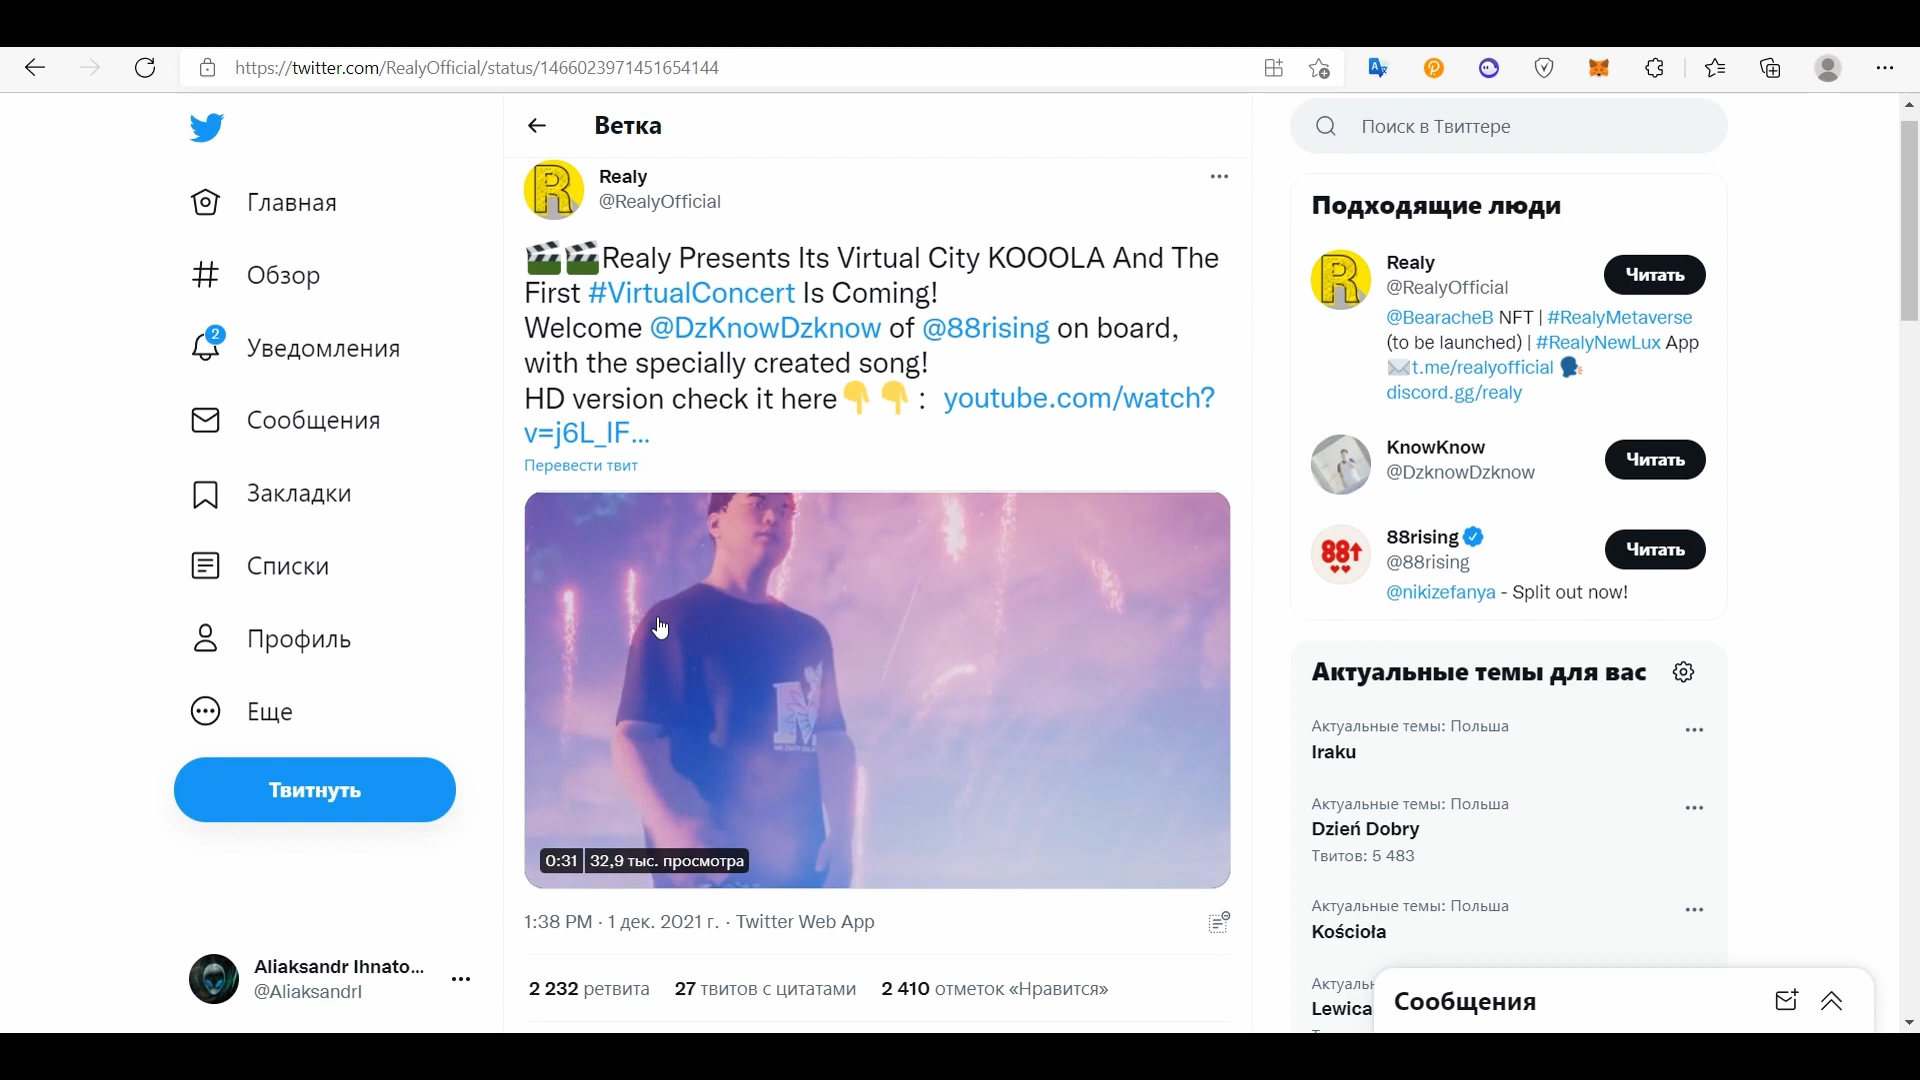 https://twitter.com/RealyOfficial/status/1466023971451654144
Ветка
Поиск в Твиттере
Главная
Обзор
2
Уведомления
Сообщения
Закладки
Списки
Профиль
Еще
Твитнуть
Aliaksandr Ihnato...
@AliaksandrI
Realy
@RealyOfficial
Realy Presents Its Virtual City KOOOLA And The
First #VirtualConcert Is Coming!
Welcome @DzKnowDzknow of @88rising on board,
with the specially created song!
HD version check it here👇👇 : youtube.com/watch?
v=j6L_IF...
Перевести твит
0:31 32,9 тыс. просмотра
1:38 PM · 1 дек. 2021 г. · Twitter Web App
2 232 ретвита 27 твитов с цитатами 2 410 отметок «Нравится»
Подходящие люди
Realy
@RealyOfficial
Читать
@BearacheB NFT | #RealyMetaverse
(to be launched) | #RealyNewLux App
t.me/realyofficial
discord.gg/realy
KnowKnow
@DzknowDzknow
Читать
88rising
@88rising
Читать
@nikizefanya - Split out now!
Актуальные темы для вас
Актуальные темы: Польша
Iraku
Актуальные темы: Польша
Dzień Dobry
Твитов: 5 483
Актуальные темы: Польша
Kościoła
Lewica
Сообщения